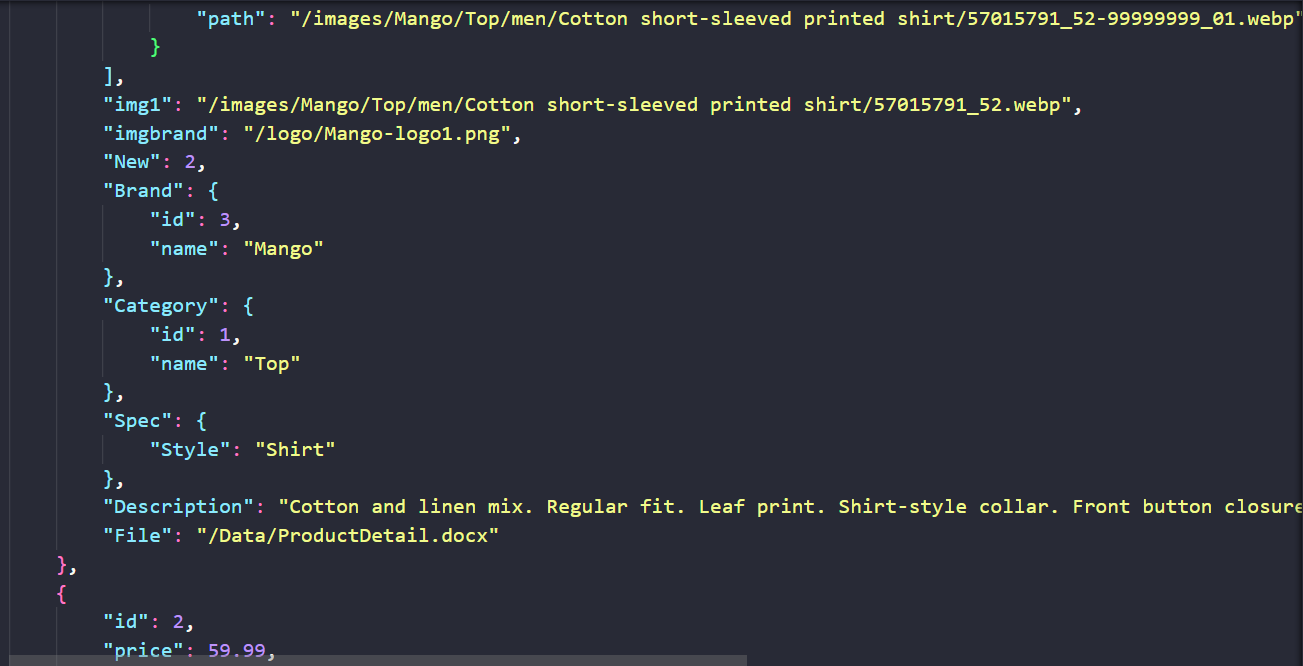 "path": "/images/Mango/Top/men/Cotton short-sleeved printed shirt/57015791_52-99999999_01.webp"
}
],
"img1": "/images/Mango/Top/men/Cotton short-sleeved printed shirt/57015791_52.webp",
"imgbrand": "/logo/Mango-logo1.png",
"New": 2,
"Brand": {
"id": 3,
"name": "Mango"
},
"Category": {
"id": 1,
"name": "Top"
},
"Spec": {
"Style": "Shirt"
},
"Description": "Cotton and linen mix. Regular fit. Leaf print. Shirt-style collar. Front button closure
"File": "/Data/ProductDetail.docx"
},
{
"id": 2,
"price": 59.99,